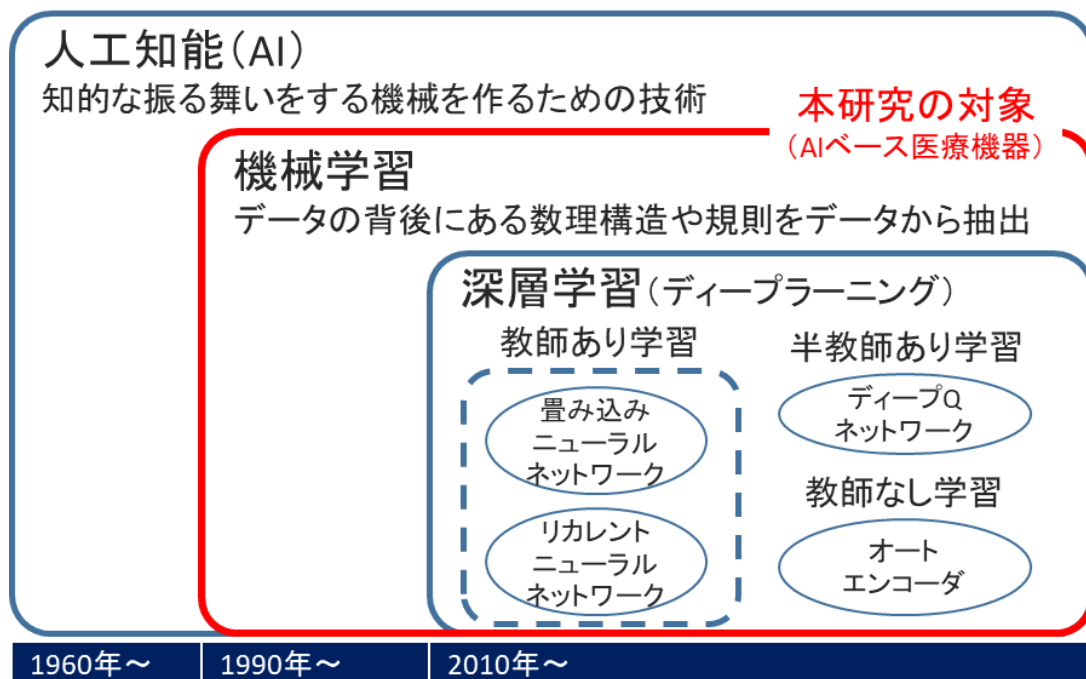 人工知能(AI)
知的な振る舞いをする機械を作るための技術
本研究の対象
(AIベース医療機器)
機械学習
データの背後にある数理構造や規則をデータから抽出
深層学習(ディープラーニング)
教師あり学習
畳み込み
ニューラル
ネットワーク
リカレント
ニューラル
ネットワーク
半教師あり学習
ディープQ
ネットワーク
教師なし学習
オート
エンコーダ
1960年～ 1990年～ 2010年～